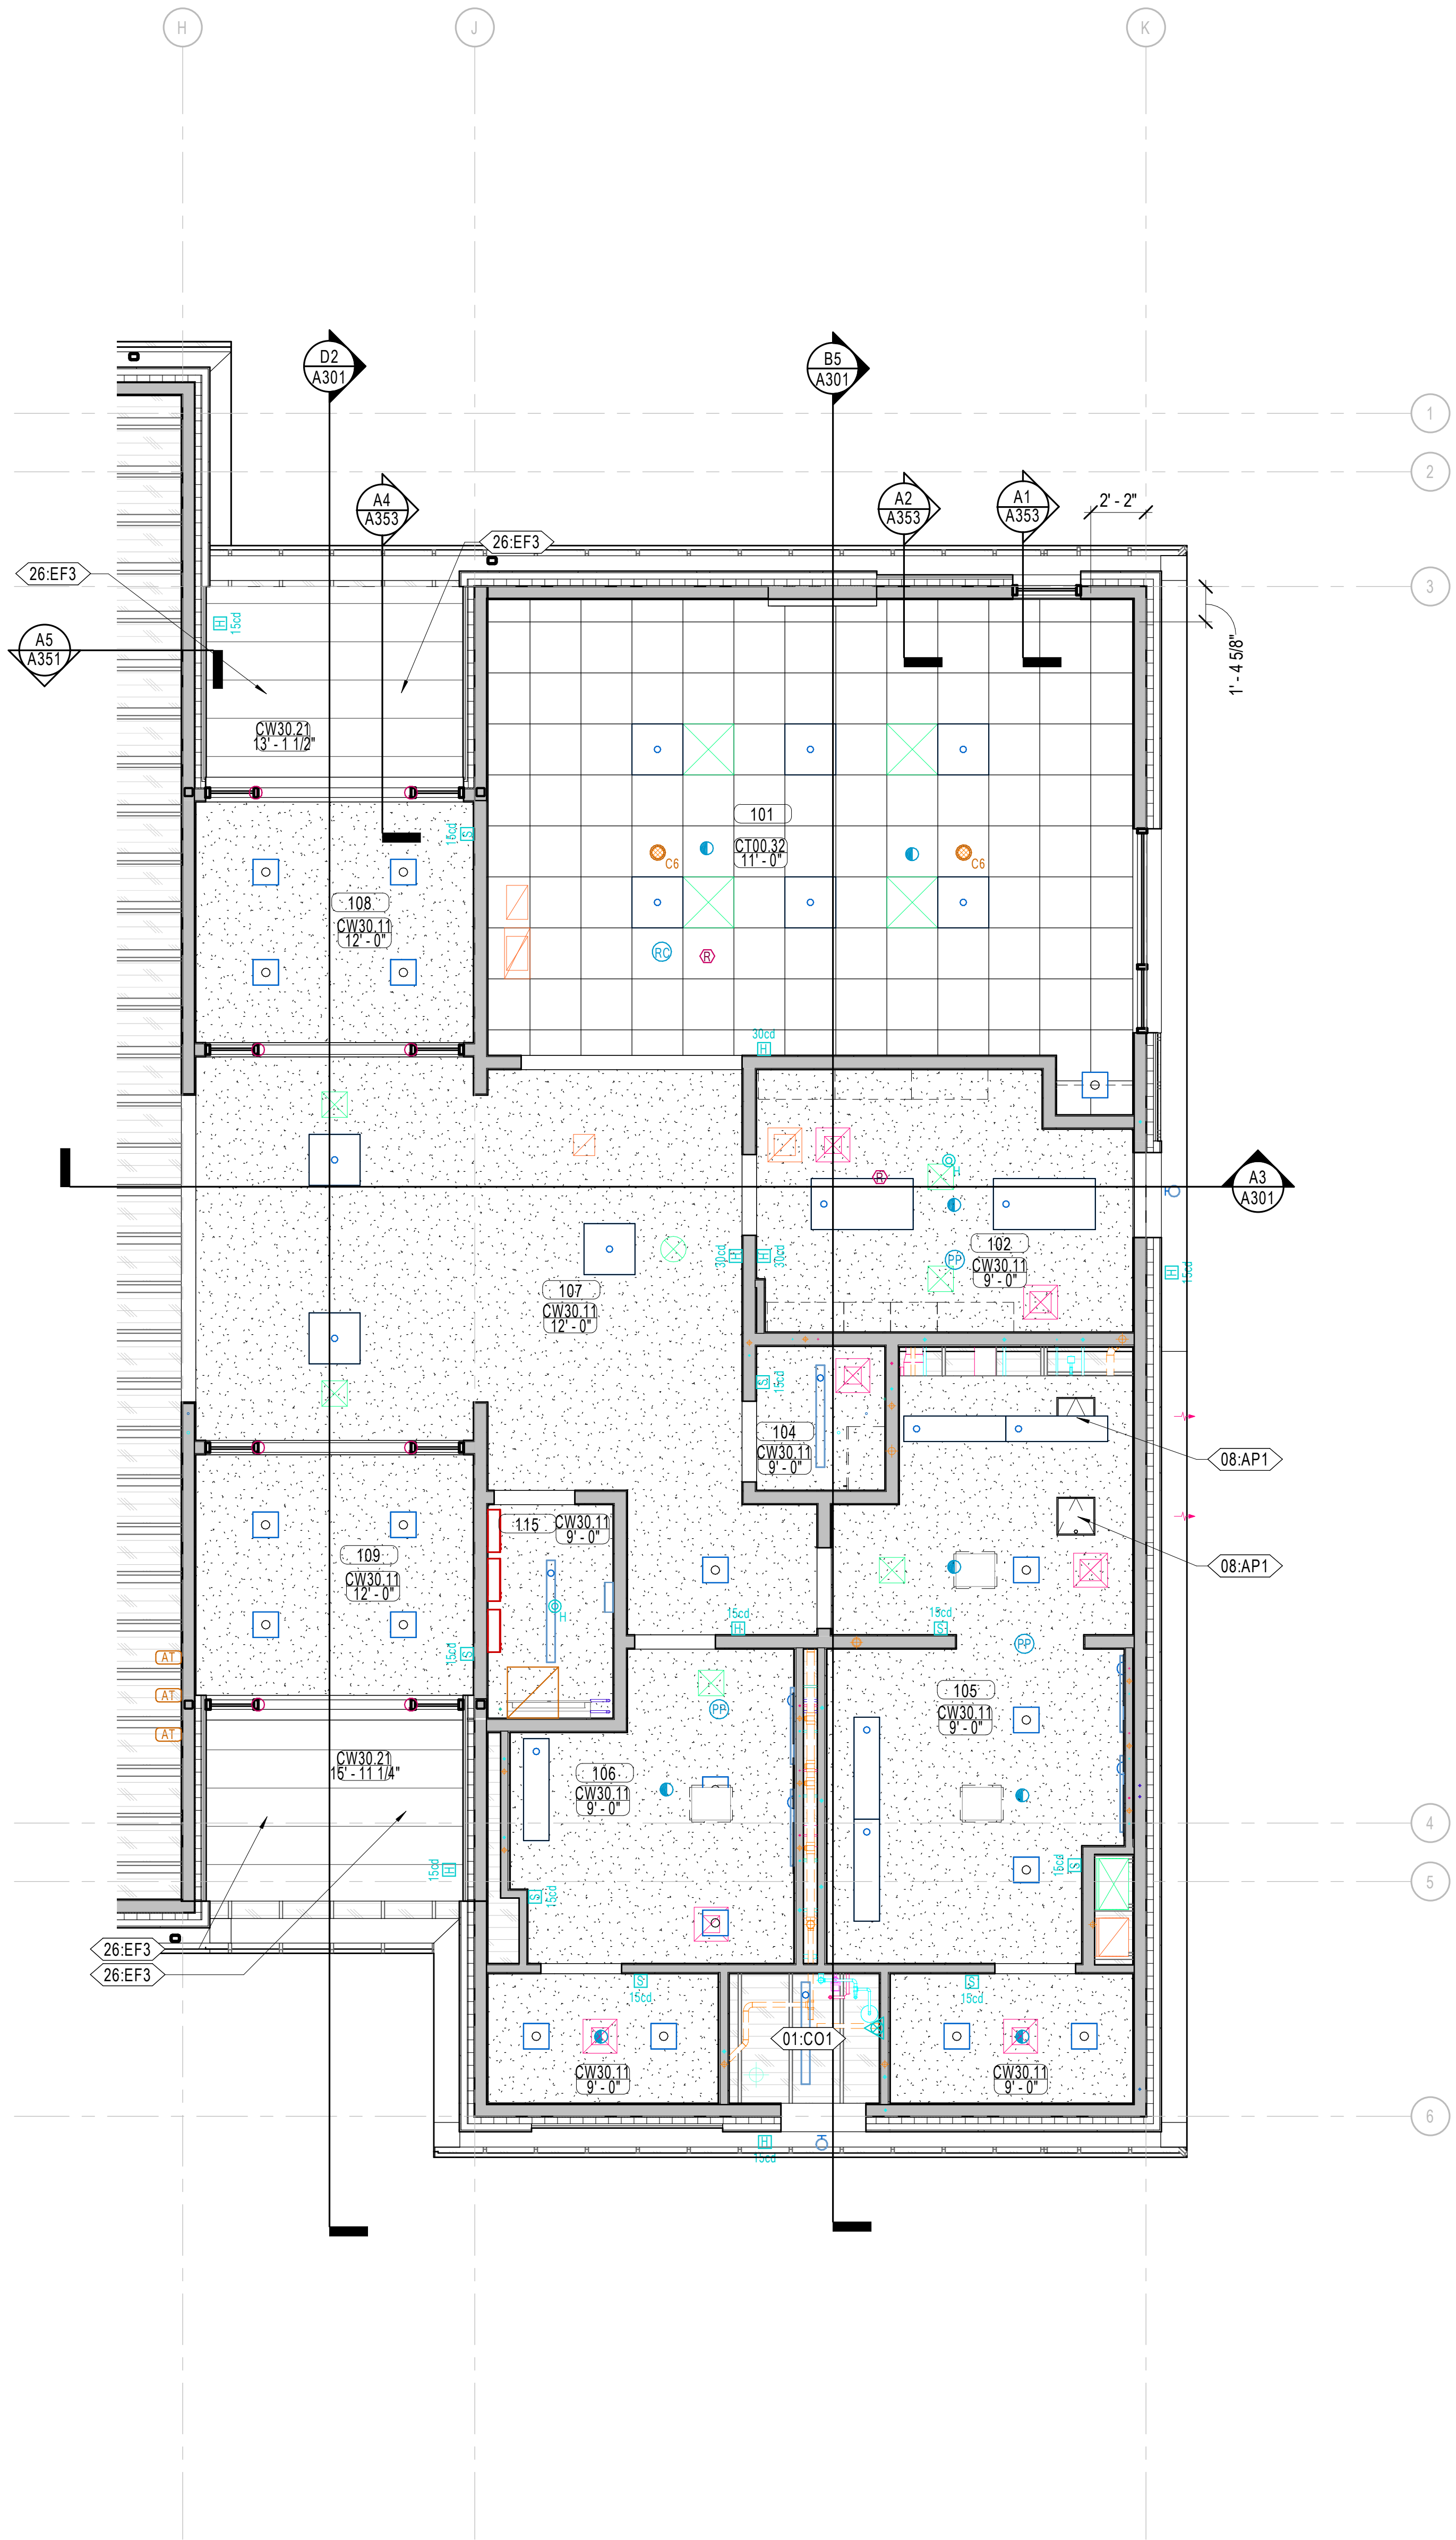 H
J
K
D2
A301
B5
A301
1
2
A4
A353
A2
A353
A1
A353
2' - 2"
26:EF3
26:EF3
3
H
15cd
A5
A351
1' - 4 5/8"
CW30.21
13' - 1 1/2"
101
CT00.32
11' - 0"
15cd
S
C6
C6
108
CW30.11
12' - 0"
RC
R
30cd
H
H
R
A3
A301
102
CW30.11
9' - 0"
PP
30cd
H
H
30cd
H
15cd
107
CW30.11
12' - 0"
S
15cd
104
CW30.11
9' - 0"
08:AP1
115
CW30.11
9' - 0"
109
CW30.11
12' - 0"
08:AP1
H
15cd
H
15cd
S
PP
AT
AT
AT
15cd
S
105
CW30.11
9' - 0"
PP
CW30.21
15' - 11 1/4"
106
CW30.11
9' - 0"
4
15cd
H
15cd
S
5
S
15cd
26:EF3
26:EF3
S
15cd
S
15cd
01:CO1
CW30.11
9' - 0"
CW30.11
9' - 0"
6
H
15cd